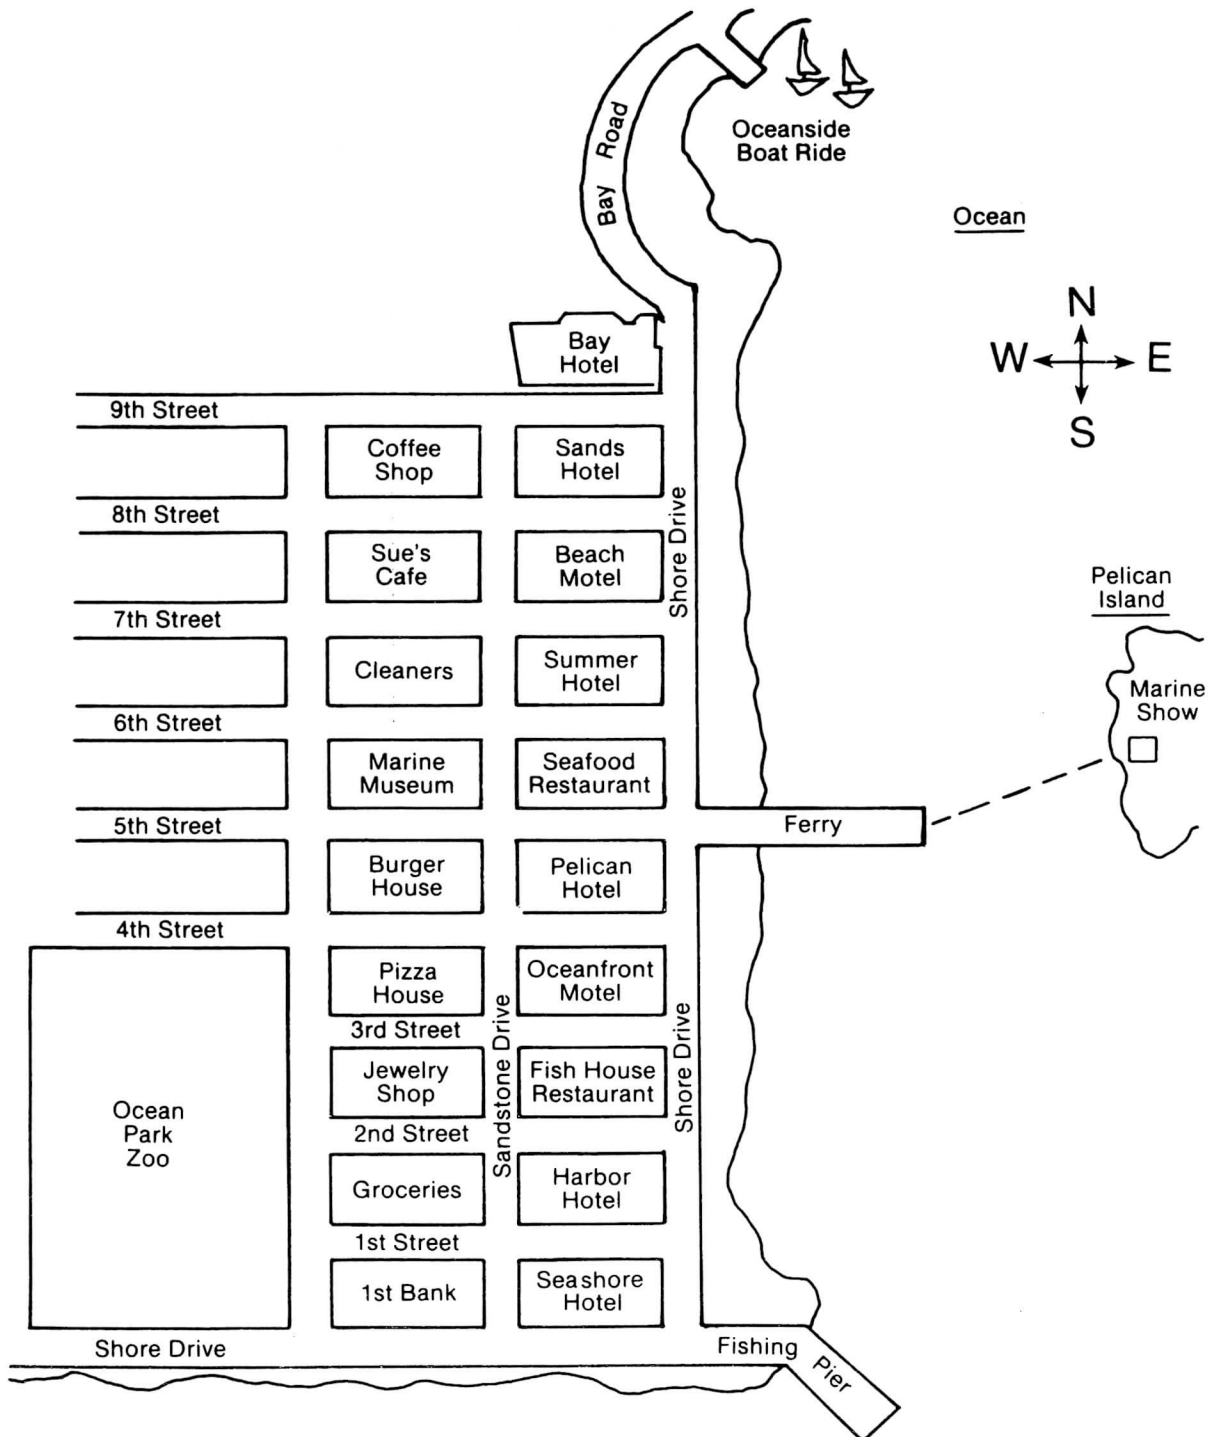 Bay Road
Oceanside
Boat Ride
Ocean
N
W E
S
Bay
Hotel
9th Street
Coffee
Shop
Sands
Hotel
8th Street
Sue's
Cafe
Beach
Motel
Shore Drive
7th Street
Cleaners
Summer
Hotel
Pelican
Island
Marine
Show
6th Street
Marine
Museum
Seafood
Restaurant
5th Street
Ferry
Burger
House
Pelican
Hotel
4th Street
Pizza
House
Oceanfront
Motel
3rd Street
Sandstone Drive
Shore Drive
Jewelry
Shop
Fish House
Restaurant
Ocean
Park
Zoo
2nd Street
Groceries
Harbor
Hotel
1st Street
1st Bank
Seashore
Hotel
Shore Drive
Fishing Pier